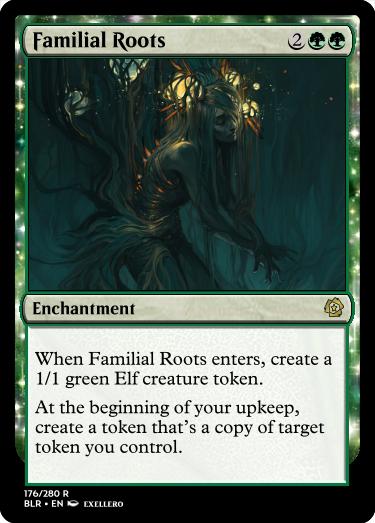 Familial Roots 2
Enchantment
When Familial Roots enters, create a
1/1 green Elf creature token.
At the beginning of your upkeep,
create a token that's a copy of target
token you control.
176/280 R
BLR • EN EXELLERO